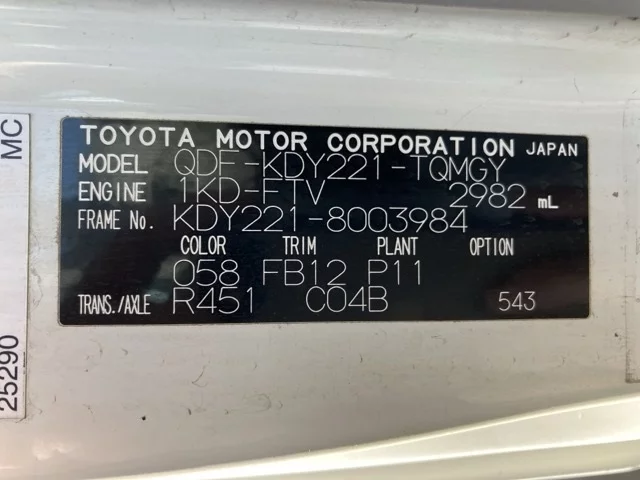 TOYOTA MOTOR CORPORATION JAPAN
MODEL QDF-KDY221-TQMGY
ENGINE 1KD-FTV 2982 mL
FRAME No. KDY221-8003984
COLOR TRIM PLANT OPTION
058 FB12 P11
TRANS./AXLE R451 C04B 543
25290 MC